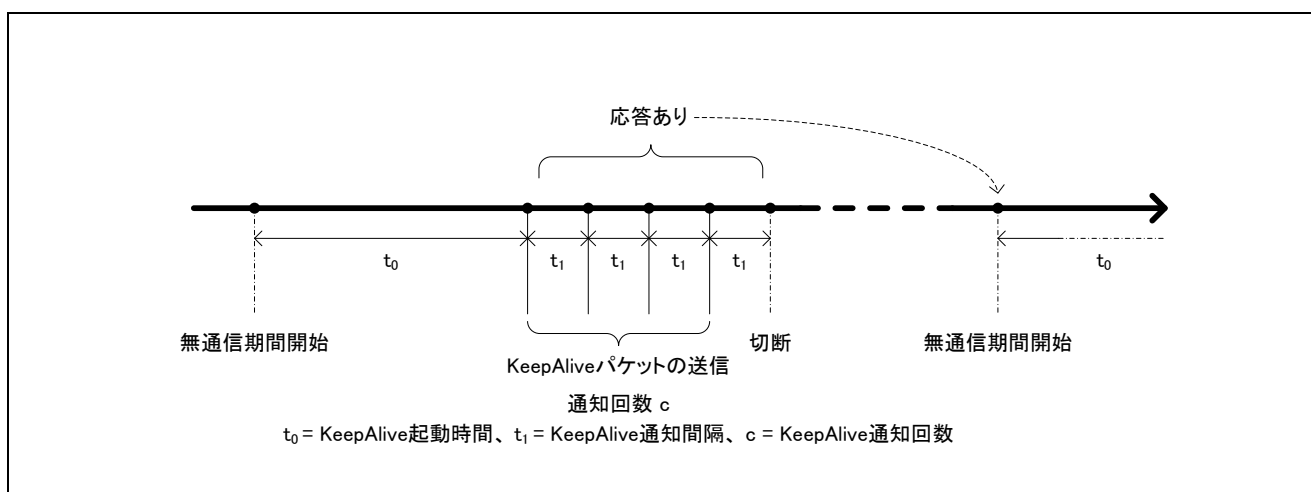 応答あり
t₀ t₁ t₁ t₁ t₁ t₀
無通信期間開始 切断 無通信期間開始
KeepAliveパケットの送信
通知回数 c
t₀ = KeepAlive起動時間、t₁ = KeepAlive通知間隔、c = KeepAlive通知回数